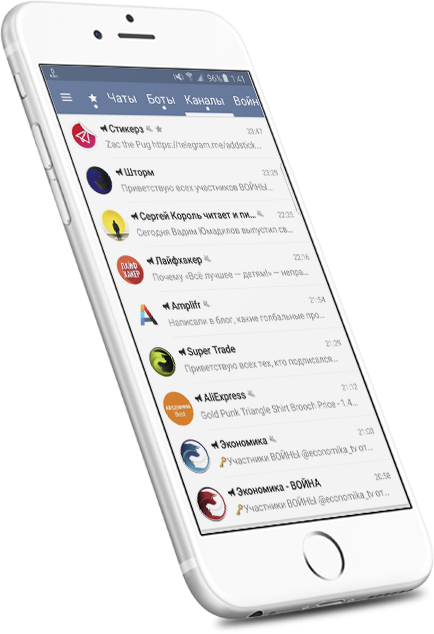 96% 1:41
Чаты Боты Каналы Войн
Стикерз 23:47
Zac the Pug https://telegram.me/addstick...
Шторм 23:29
Приветствую всех участников ВОЙНЫ...
Сергей Король читает и пи... 22:25
Сегодня Вадим Юмадилов выпустил св...
ЛАЙФ
ХАКЕР
Лайфхакер 22:16
Почему «Всё лучшее — детям!» — непра...
Amplifr 21:54
Написали в блог, какие голбальные про...
Super Trade 21:29
Приветствую всех тех, кто подписался...
AliExpress 21:12
Gold Punk Triangle Shirt Brooch Price - 1.4...
Экономика 21:03
Участники ВОЙНЫ @economika_tv от...
Экономика - ВОЙНА 20:58
Участники ВОЙНЫ @economika_tv от...